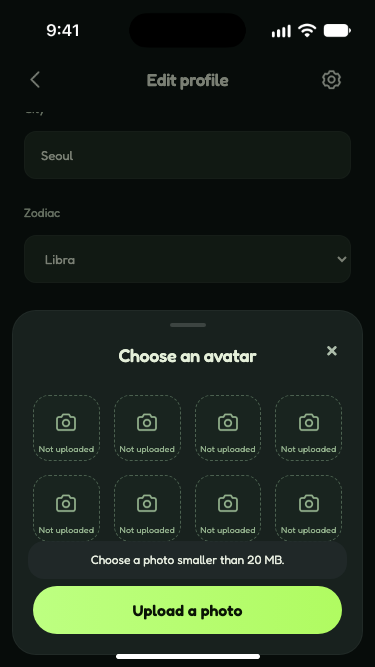 9:41
Edit profile
Seoul
Zodiac
Libra
Choose an avatar
Not uploaded Not uploaded Not uploaded Not uploaded
Not uploaded Not uploaded Not uploaded Not uploaded
Choose a photo smaller than 20 MB.
Upload a photo